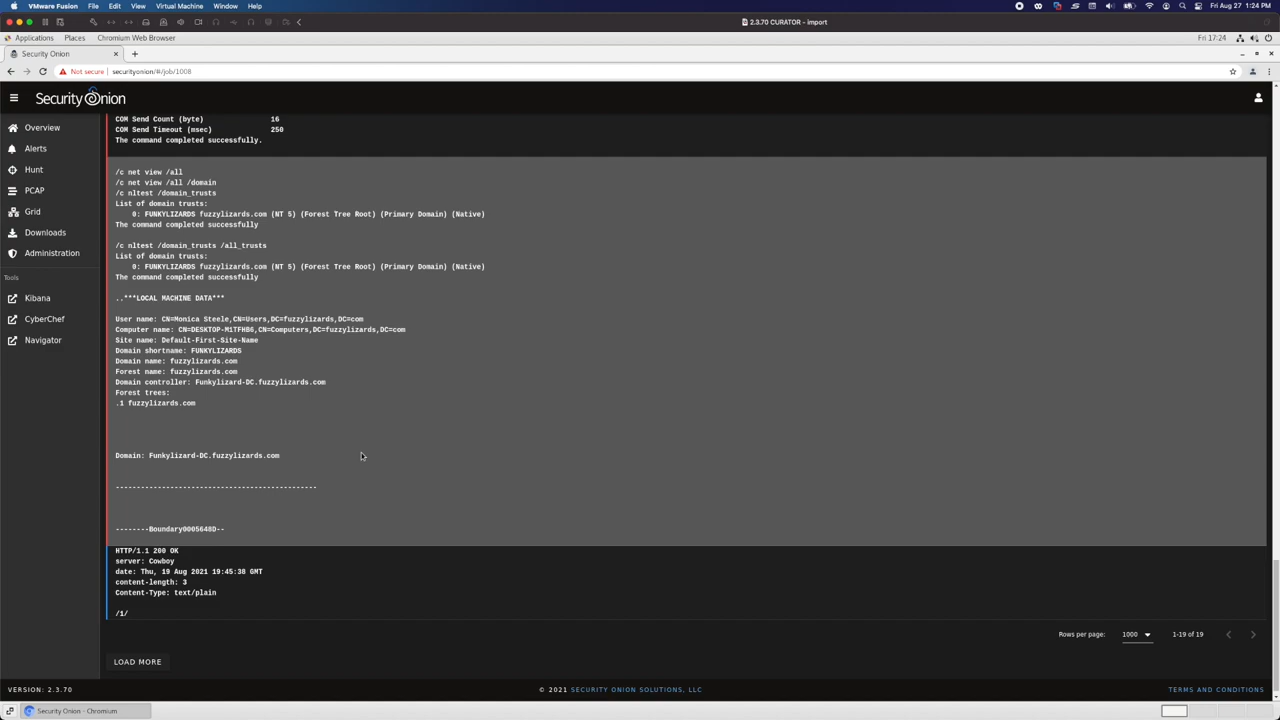 VMware Fusion File Edit View Virtual Machine Window Help Fri Aug 27 1:24 PM
2.3.70 CURATOR - import
Applications Places Chromium Web Browser Fri 17:24
Security Onion
Not secure securityonion/#/job/1008
Security Onion
Overview
Alerts
Hunt
PCAP
Grid
Downloads
Administration
Tools
Kibana
CyberChef
Navigator
COM Send Count (byte) 16
COM Send Timeout (msec) 250
The command completed successfully.
/c net view /all
/c net view /all /domain
/c nltest /domain_trusts
List of domain trusts:
0: FUNKYLIZARDS fuzzylizards.com (NT 5) (Forest Tree Root) (Primary Domain) (Native)
The command completed successfully
/c nltest /domain_trusts /all_trusts
List of domain trusts:
0: FUNKYLIZARDS fuzzylizards.com (NT 5) (Forest Tree Root) (Primary Domain) (Native)
The command completed successfully
..***LOCAL MACHINE DATA***
User name: CN=Monica Steele,CN=Users,DC=fuzzylizards,DC=com
Computer name: CN=DESKTOP-M1TFHB6,CN=Computers,DC=fuzzylizards,DC=com
Site name: Default-First-Site-Name
Domain shortname: FUNKYLIZARDS
Domain name: fuzzylizards.com
Forest name: fuzzylizards.com
Domain controller: Funkylizard-DC.fuzzylizards.com
Forest trees:
.1 fuzzylizards.com
Domain: Funkylizard-DC.fuzzylizards.com
------------------------------------------------
--------Boundary0005648D--
HTTP/1.1 200 OK
server: Cowboy
date: Thu, 19 Aug 2021 19:45:38 GMT
content-length: 3
Content-Type: text/plain
/1/
Rows per page: 1000 1-19 of 19
LOAD MORE
VERSION: 2.3.70 © 2021 SECURITY ONION SOLUTIONS, LLC TERMS AND CONDITIONS
Security Onion - Chromium